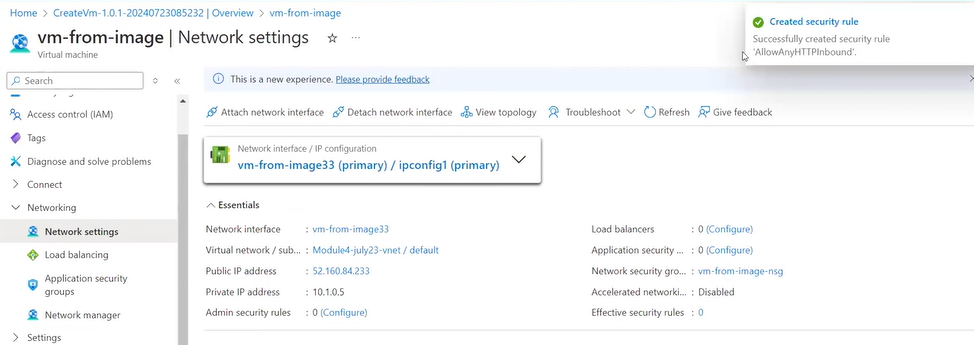 Home > CreateVm-1.0.1-20240723085232 | Overview > vm-from-image
vm-from-image | Network settings
Virtual machine
Created security rule
Successfully created security rule
'AllowAnyHTTPInbound'.
Search
Access control (IAM)
Tags
Diagnose and solve problems
Connect
Networking
Network settings
Load balancing
Application security
groups
Network manager
Settings
This is a new experience. Please provide feedback
Attach network interface Detach network interface View topology Troubleshoot Refresh Give feedback
Network interface / IP configuration
vm-from-image33 (primary) / ipconfig1 (primary)
Essentials
Network interface : vm-from-image33
Virtual network / sub... : Module4-july23-vnet / default
Public IP address : 52.160.84.233
Private IP address : 10.1.0.5
Admin security rules : 0 (Configure)
Load balancers : 0 (Configure)
Application security ... : 0 (Configure)
Network security gro... : vm-from-image-nsg
Accelerated networki... : Disabled
Effective security rules : 0